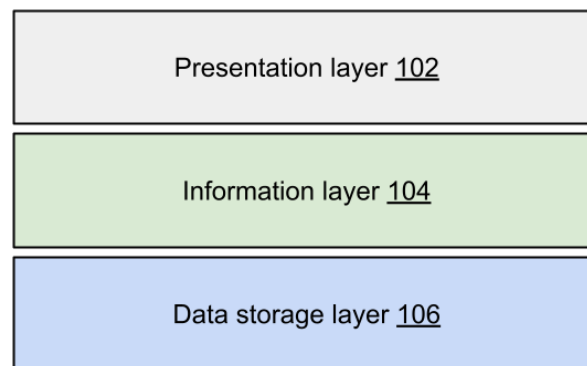 Presentation layer 102
Information layer 104
Data storage layer 106